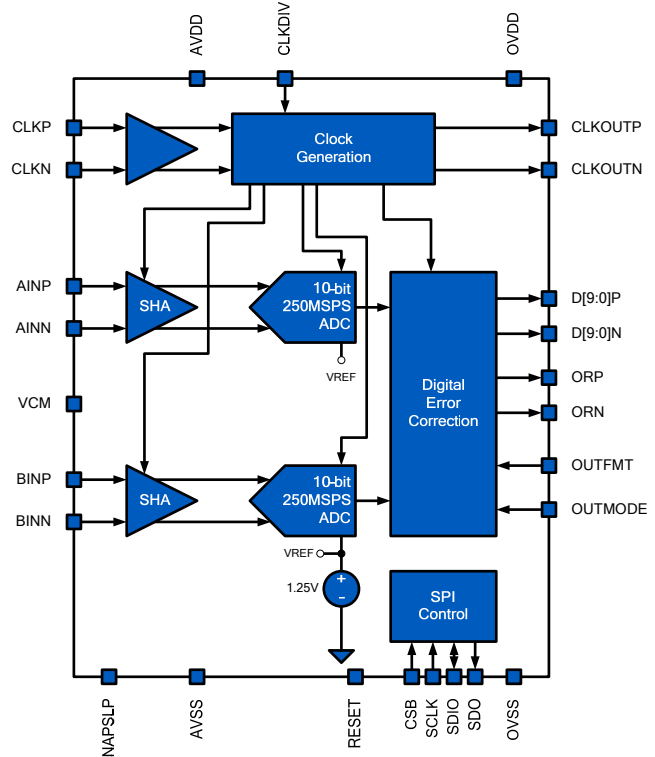 AVDD
CLKDIV
OVDD
CLKP
CLKN
Clock
Generation
CLKOUTP
CLKOUTN
AINP
AINN
SHA
10-bit
250MSPS
ADC
VREF
D[9:0]P
D[9:0]N
ORP
ORN
VCM
Digital
Error
Correction
BINP
BINN
SHA
10-bit
250MSPS
ADC
OUTFMT
OUTMODE
VREF
1.25V
+
-
SPI
Control
NAPSLP
AVSS
RESET
CSB
SCLK
SDIO
SDO
OVSS